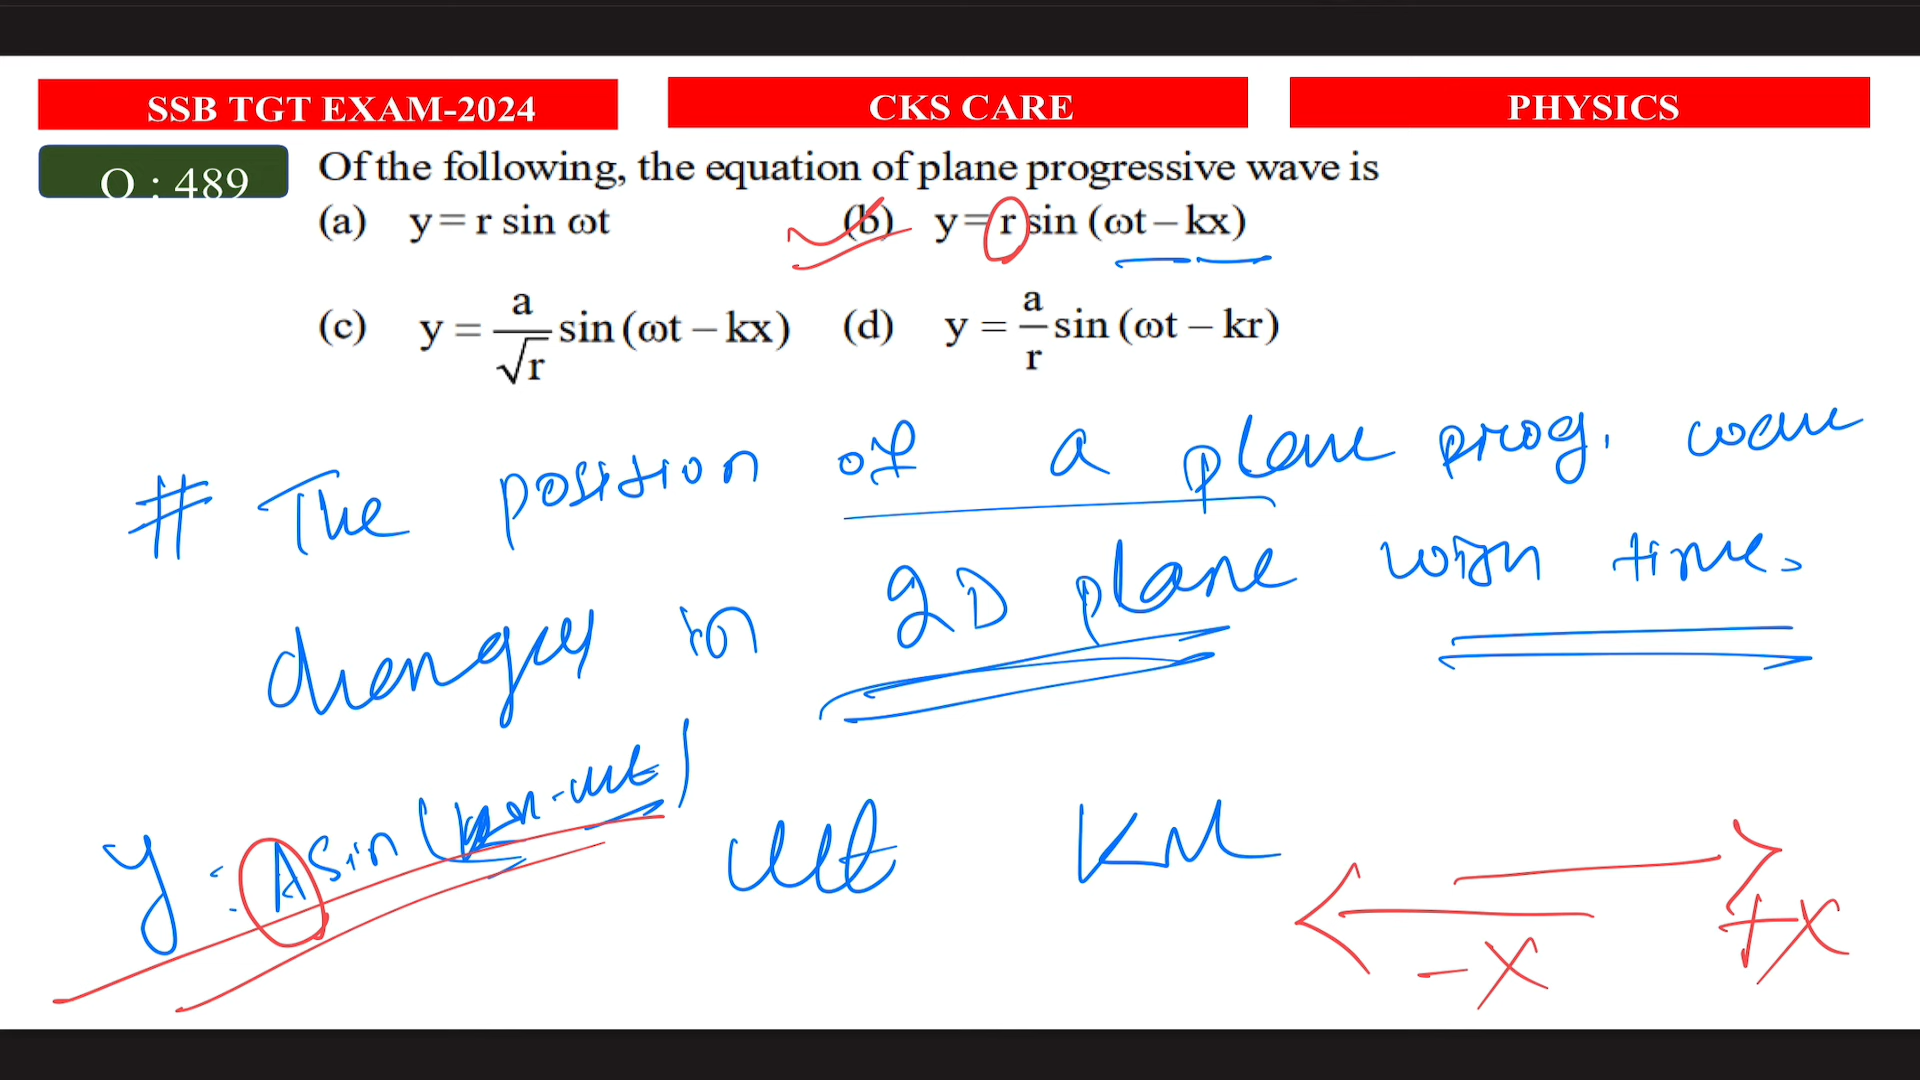 SSB TGT EXAM-2024
CKS CARE
PHYSICS
Q : 489
Of the following, the equation of plane progressive wave is
(a) y = r sin ωt
(b) y = r sin (ωt – kx)
(c) y = a/√r sin (ωt – kx)
(d) y = a/r sin (ωt – kr)
# The position of a plane prog. wave
changes in 2D plane with time.
y = A sin (kx - ωt)
ωt
kx
-x
+x